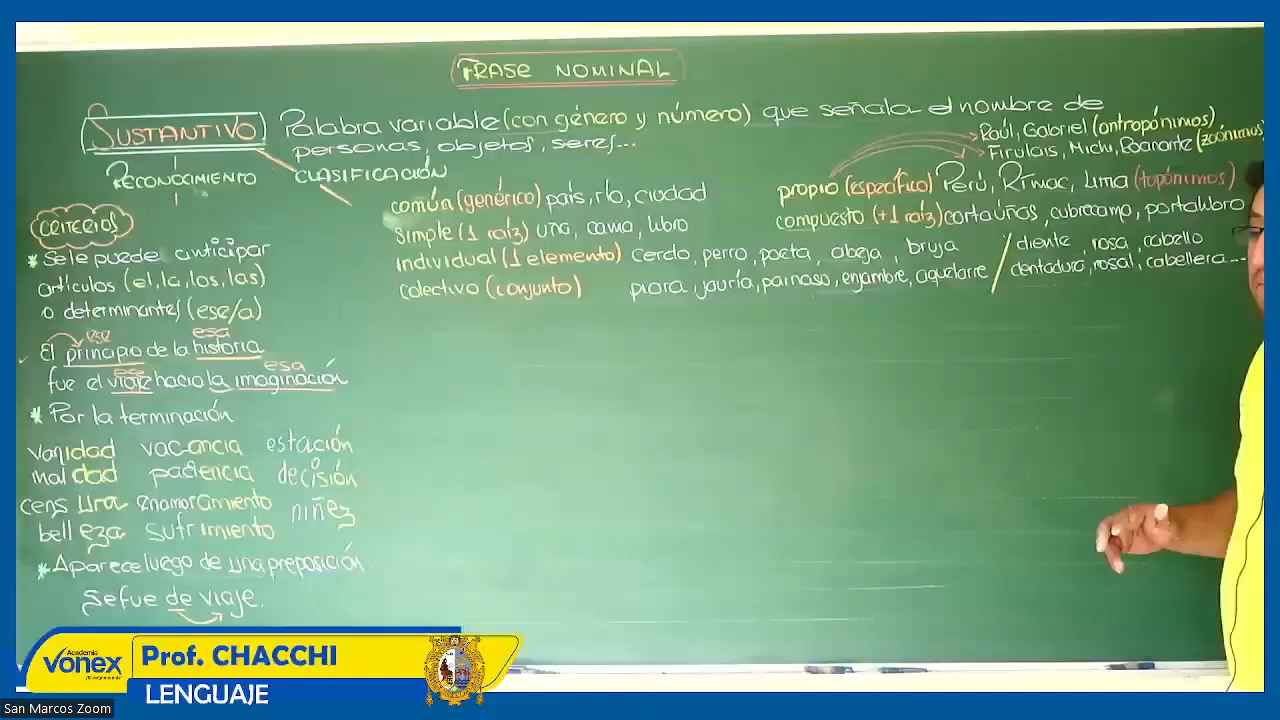 FRASE NOMINAL
SUSTANTIVO Palabra variable (con género y número) que señala el nombre de
personas, objetos, seres...
RECONOCIMIENTO
CLASIFICACIÓN
CRITERIOS
* Se le puede anticipar
artículos (el, la, los, las)
o determinantes (ese/a)
ese esa
El principio de la historia
ese esa
fue el viaje hacia la imaginación
* Por la terminación
vanidad vacancia estación
maldad paciencia decisión
censura enamoramiento niñez
belleza sufrimiento
* Aparece luego de una preposición
Se fue de viaje.
común (genérico) país, río, ciudad
simple (1 raíz) uña, cama, libro
individual (1 elemento) cerdo, perro, poeta, abeja, bruja / diente, rosa, cabello
colectivo (conjunto) piara, jauría, parnaso, enjambre, aquelarre / dentadura, rosal, cabellera...
Raúl, Gabriel (antropónimos),
Firulais, Michi, Rocinante (zoónimos)
propio (específico) Perú, Rímac, Lima (topónimos)
compuesto (+1 raíz) cortaúñas, cubrecama, portalibro
Academia
vonex
Prof. CHACCHI
LENGUAJE
San Marcos Zoom